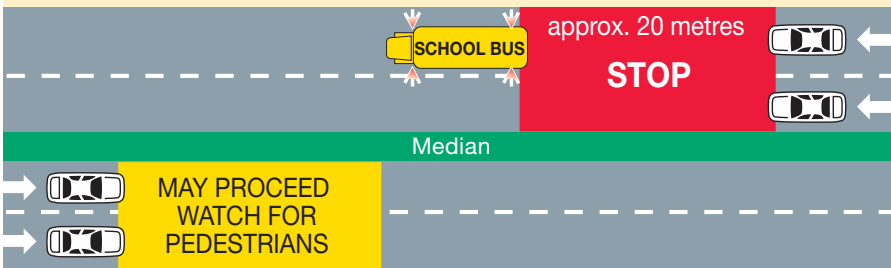 SCHOOL BUS
approx. 20 metres
STOP
Median
MAY PROCEED
WATCH FOR
PEDESTRIANS